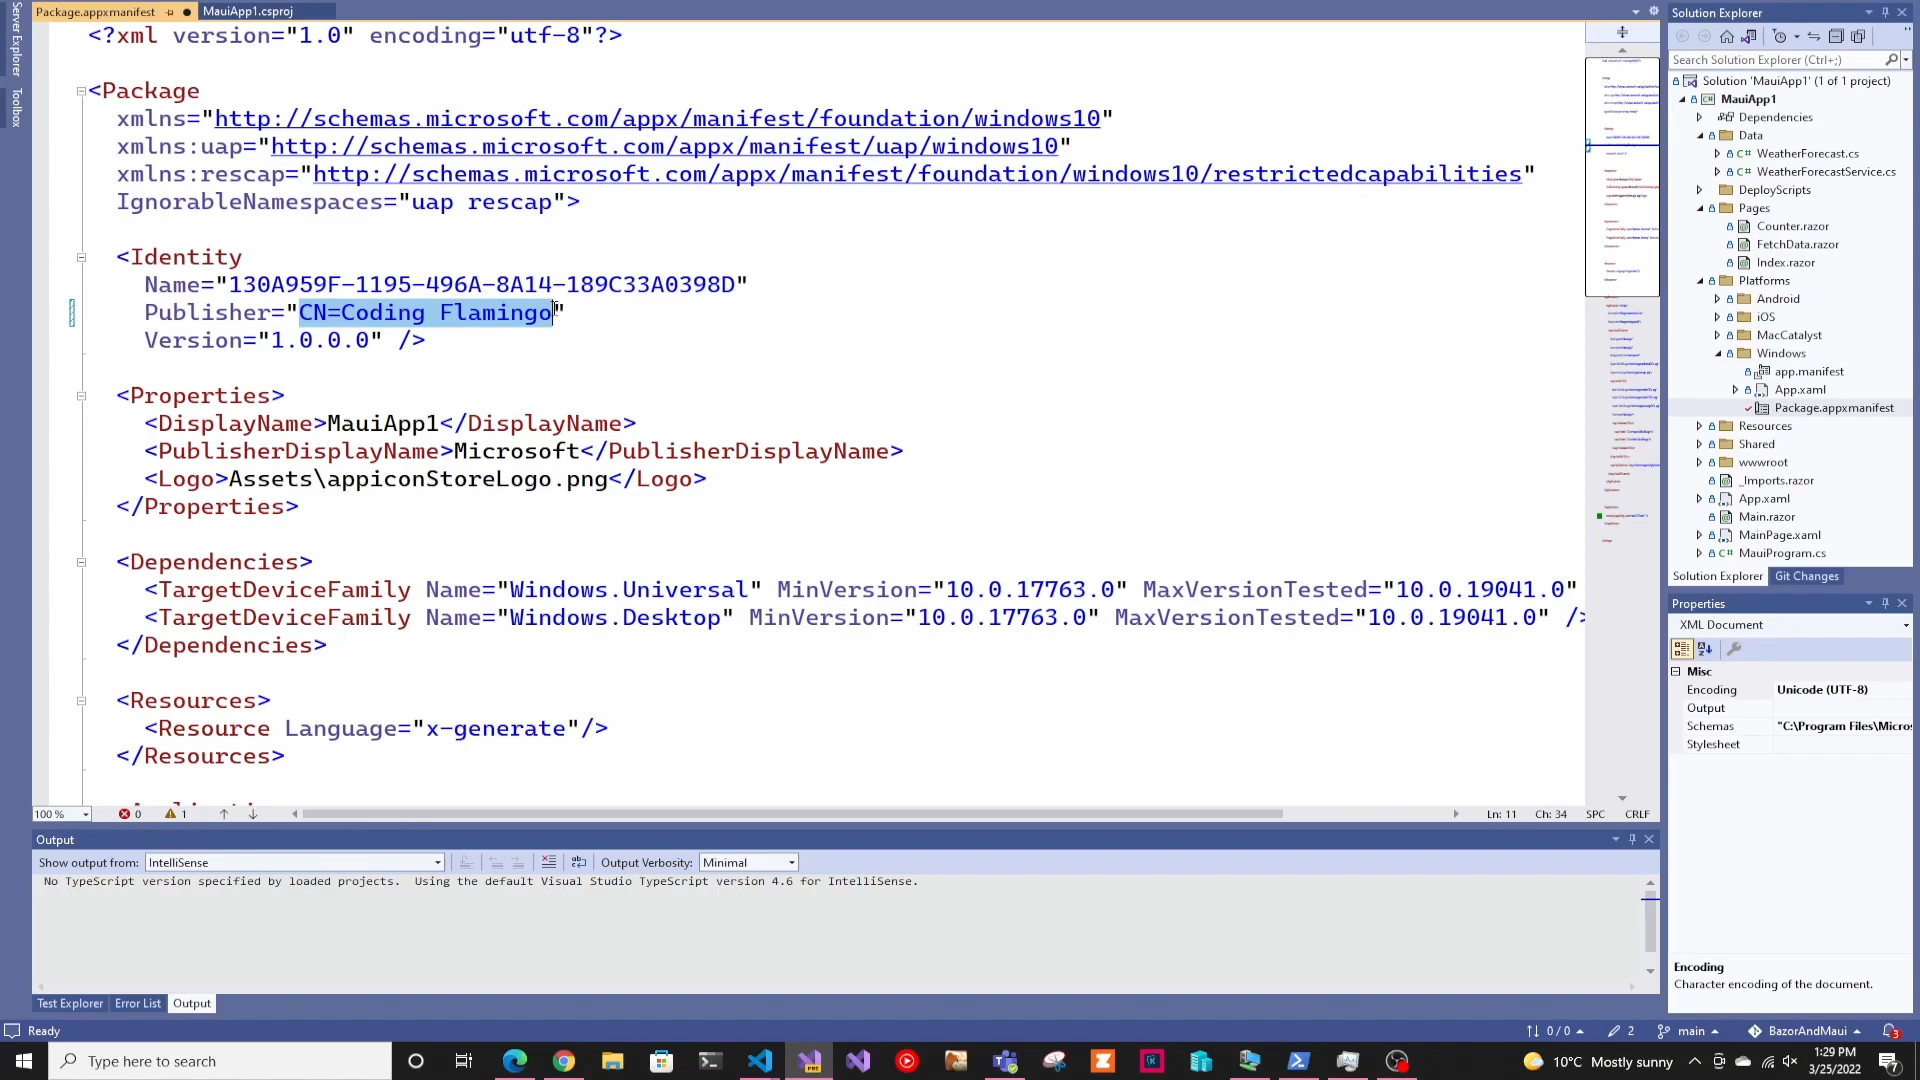 Package.appxmanifest
MauiApp1.csproj
Server Explorer
Toolbox
<?xml version="1.0" encoding="utf-8"?>
<Package
xmlns="http://schemas.microsoft.com/appx/manifest/foundation/windows10"
xmlns:uap="http://schemas.microsoft.com/appx/manifest/uap/windows10"
xmlns:rescap="http://schemas.microsoft.com/appx/manifest/foundation/windows10/restrictedcapabilities"
IgnorableNamespaces="uap rescap">
<Identity
Name="130A959F-1195-496A-8A14-189C33A0398D"
Publisher="CN=Coding Flamingo"
Version="1.0.0.0" />
<Properties>
<DisplayName>MauiApp1</DisplayName>
<PublisherDisplayName>Microsoft</PublisherDisplayName>
<Logo>Assets\appiconStoreLogo.png</Logo>
</Properties>
<Dependencies>
<TargetDeviceFamily Name="Windows.Universal" MinVersion="10.0.17763.0" MaxVersionTested="10.0.19041.0"
<TargetDeviceFamily Name="Windows.Desktop" MinVersion="10.0.17763.0" MaxVersionTested="10.0.19041.0" />
</Dependencies>
<Resources>
<Resource Language="x-generate"/>
</Resources>
100 %
0
1
Ln: 11 Ch: 34 SPC CRLF
Output
Show output from: IntelliSense
Output Verbosity: Minimal
No TypeScript version specified by loaded projects. Using the default Visual Studio TypeScript version 4.6 for IntelliSense.
Test Explorer Error List Output
Solution Explorer
Search Solution Explorer (Ctrl+;)
Solution 'MauiApp1' (1 of 1 project)
MauiApp1
Dependencies
Data
C# WeatherForecast.cs
C# WeatherForecastService.cs
DeployScripts
Pages
Counter.razor
FetchData.razor
Index.razor
Platforms
Android
iOS
MacCatalyst
Windows
app.manifest
App.xaml
Package.appxmanifest
Resources
Shared
wwwroot
_Imports.razor
App.xaml
Main.razor
MainPage.xaml
C# MauiProgram.cs
Solution Explorer Git Changes
Properties
XML Document
Misc
Encoding Unicode (UTF-8)
Output
Schemas "C:\Program Files\Micros
Stylesheet
Encoding
Character encoding of the document.
Ready
0 / 0
2
main
BazorAndMaui
3
Type here to search
PRE
10°C Mostly sunny
1:29 PM
3/25/2022
7